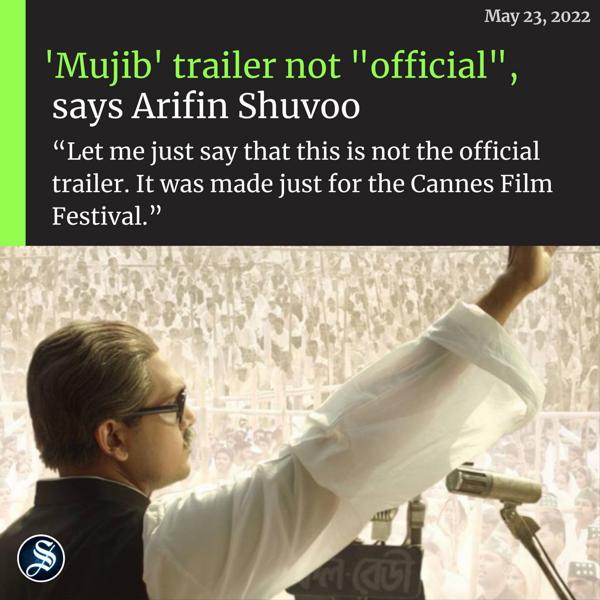 May 23, 2022
'Mujib' trailer not "official",
says Arifin Shuvoo
“Let me just say that this is not the official
trailer. It was made just for the Cannes Film
Festival.”
S
কল-রেডী